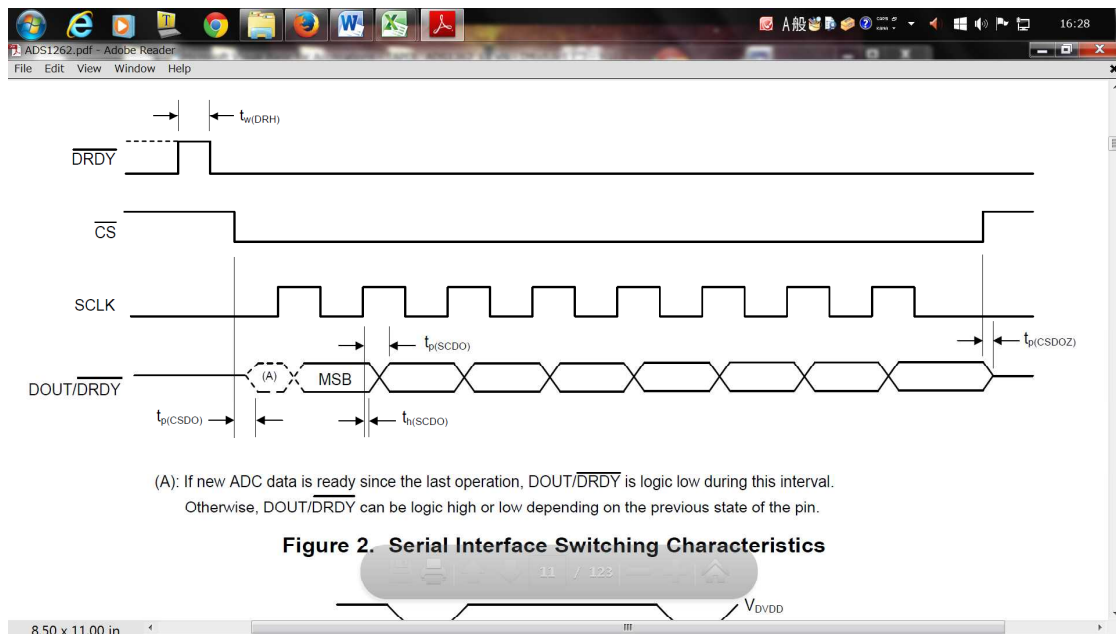 A般
16:28
ADS1262.pdf - Adobe Reader
File Edit View Window Help
tw(DRH)
DRDY
CS
SCLK
tp(SCDO)
tp(CSDOZ)
(A)
MSB
DOUT/DRDY
tp(CSDO)
th(SCDO)
(A): If new ADC data is ready since the last operation, DOUT/DRDY is logic low during this interval.
Otherwise, DOUT/DRDY can be logic high or low depending on the previous state of the pin.
Figure 2. Serial Interface Switching Characteristics
11 / 123
VDVDD
8.50 x 11.00 in